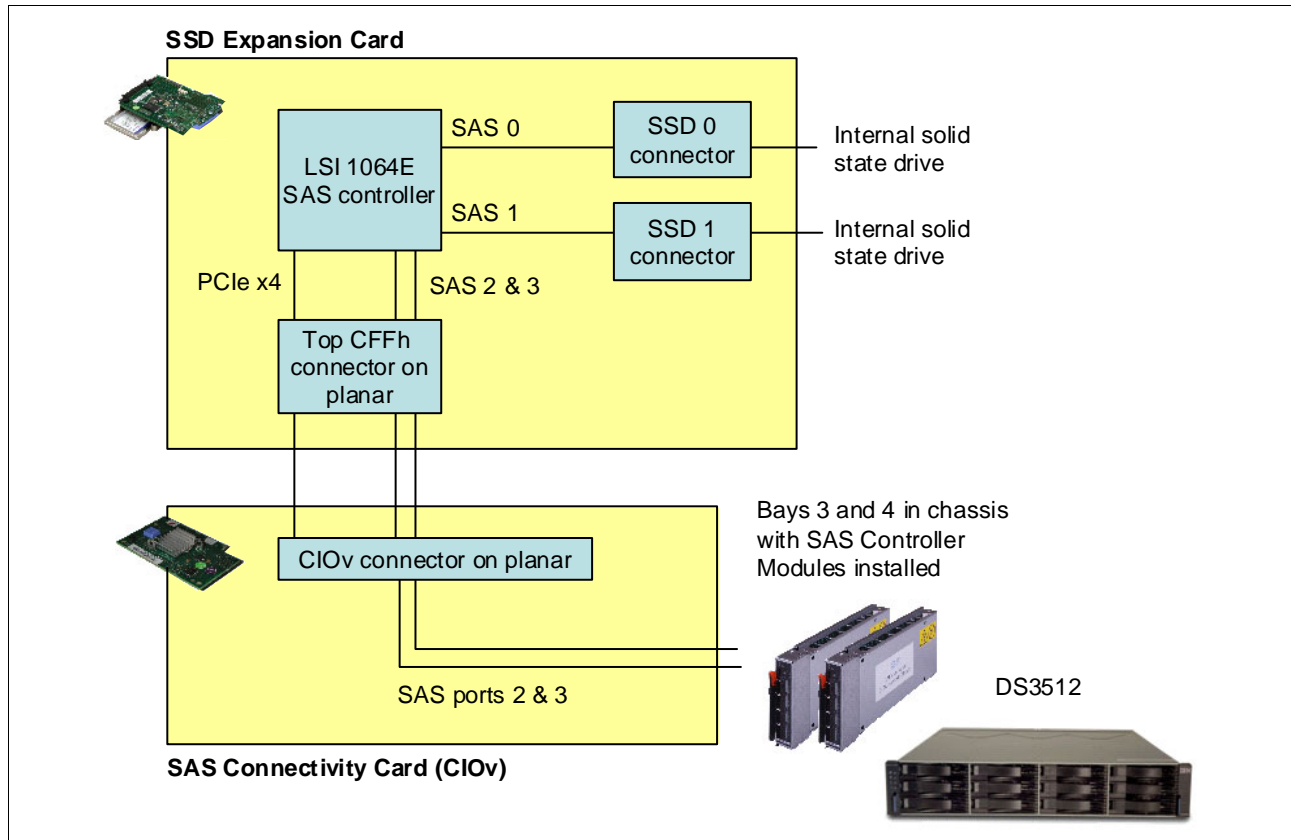 SSD Expansion Card
LSI 1064E
SAS controller
SAS 0
SSD 0
connector
Internal solid
state drive
SAS 1
SSD 1
connector
Internal solid
state drive
PCIe x4
SAS 2 & 3
Top CFFh
connector on
planar
CIOv connector on planar
Bays 3 and 4 in chassis
with SAS Controller
Modules installed
SAS ports 2 & 3
DS3512
SAS Connectivity Card (CIOv)